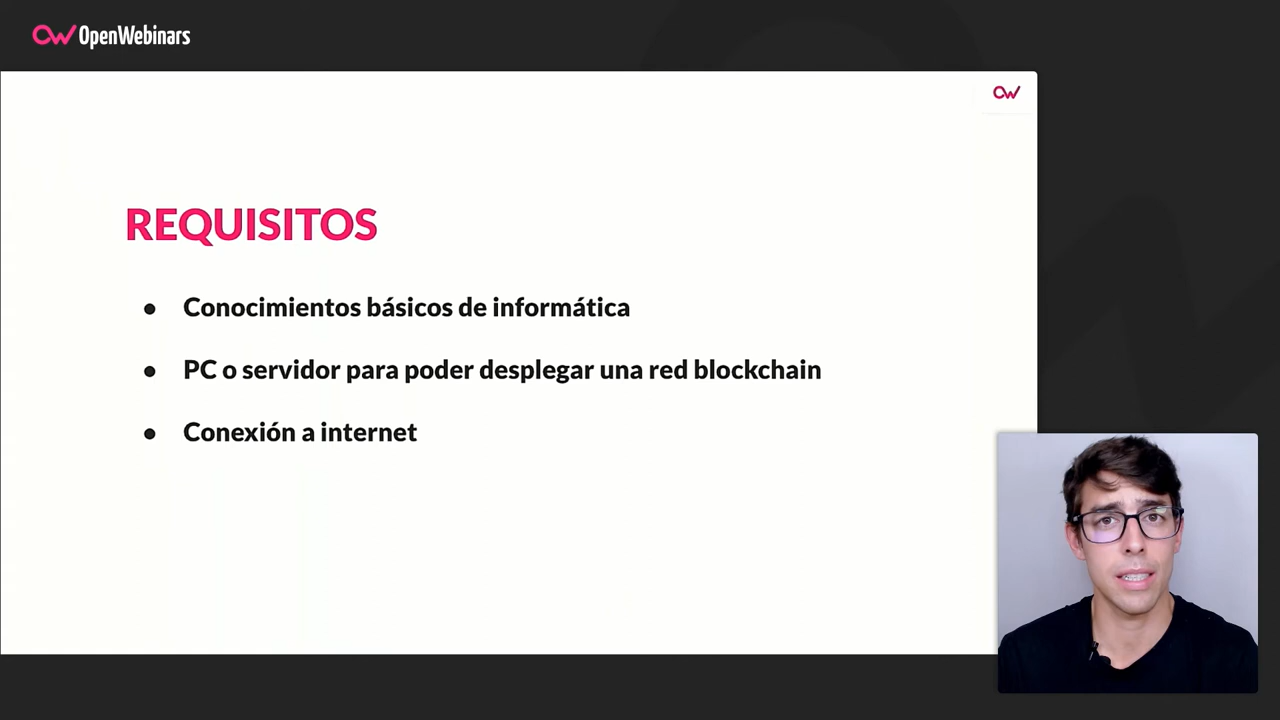 OpenWebinars
REQUISITOS
● Conocimientos básicos de informática
● PC o servidor para poder desplegar una red blockchain
● Conexión a internet